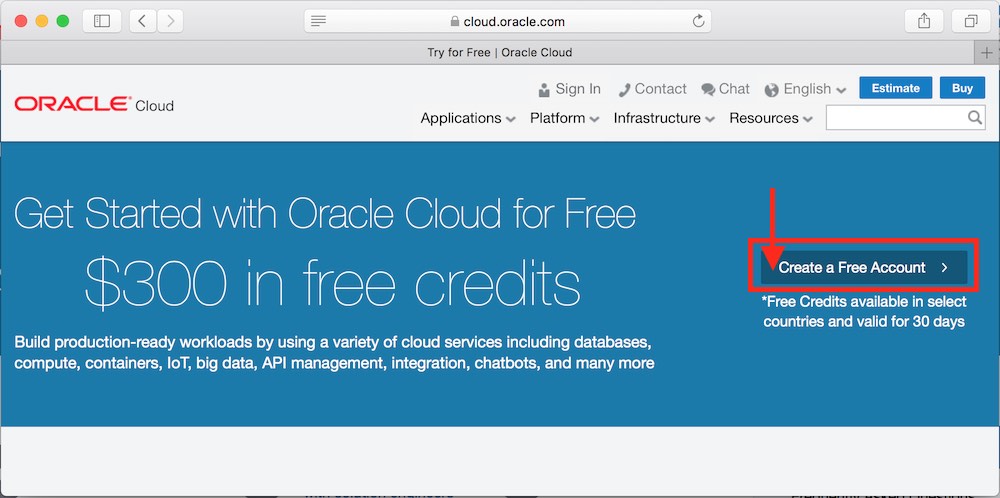 cloud.oracle.com
Try for Free | Oracle Cloud
Sign In Contact Chat English Estimate Buy
ORACLE® Cloud
Applications Platform Infrastructure Resources
Get Started with Oracle Cloud for Free
$300 in free credits
Create a Free Account
*Free Credits available in select
countries and valid for 30 days
Build production-ready workloads by using a variety of cloud services including databases,
compute, containers, IoT, big data, API management, integration, chatbots, and many more